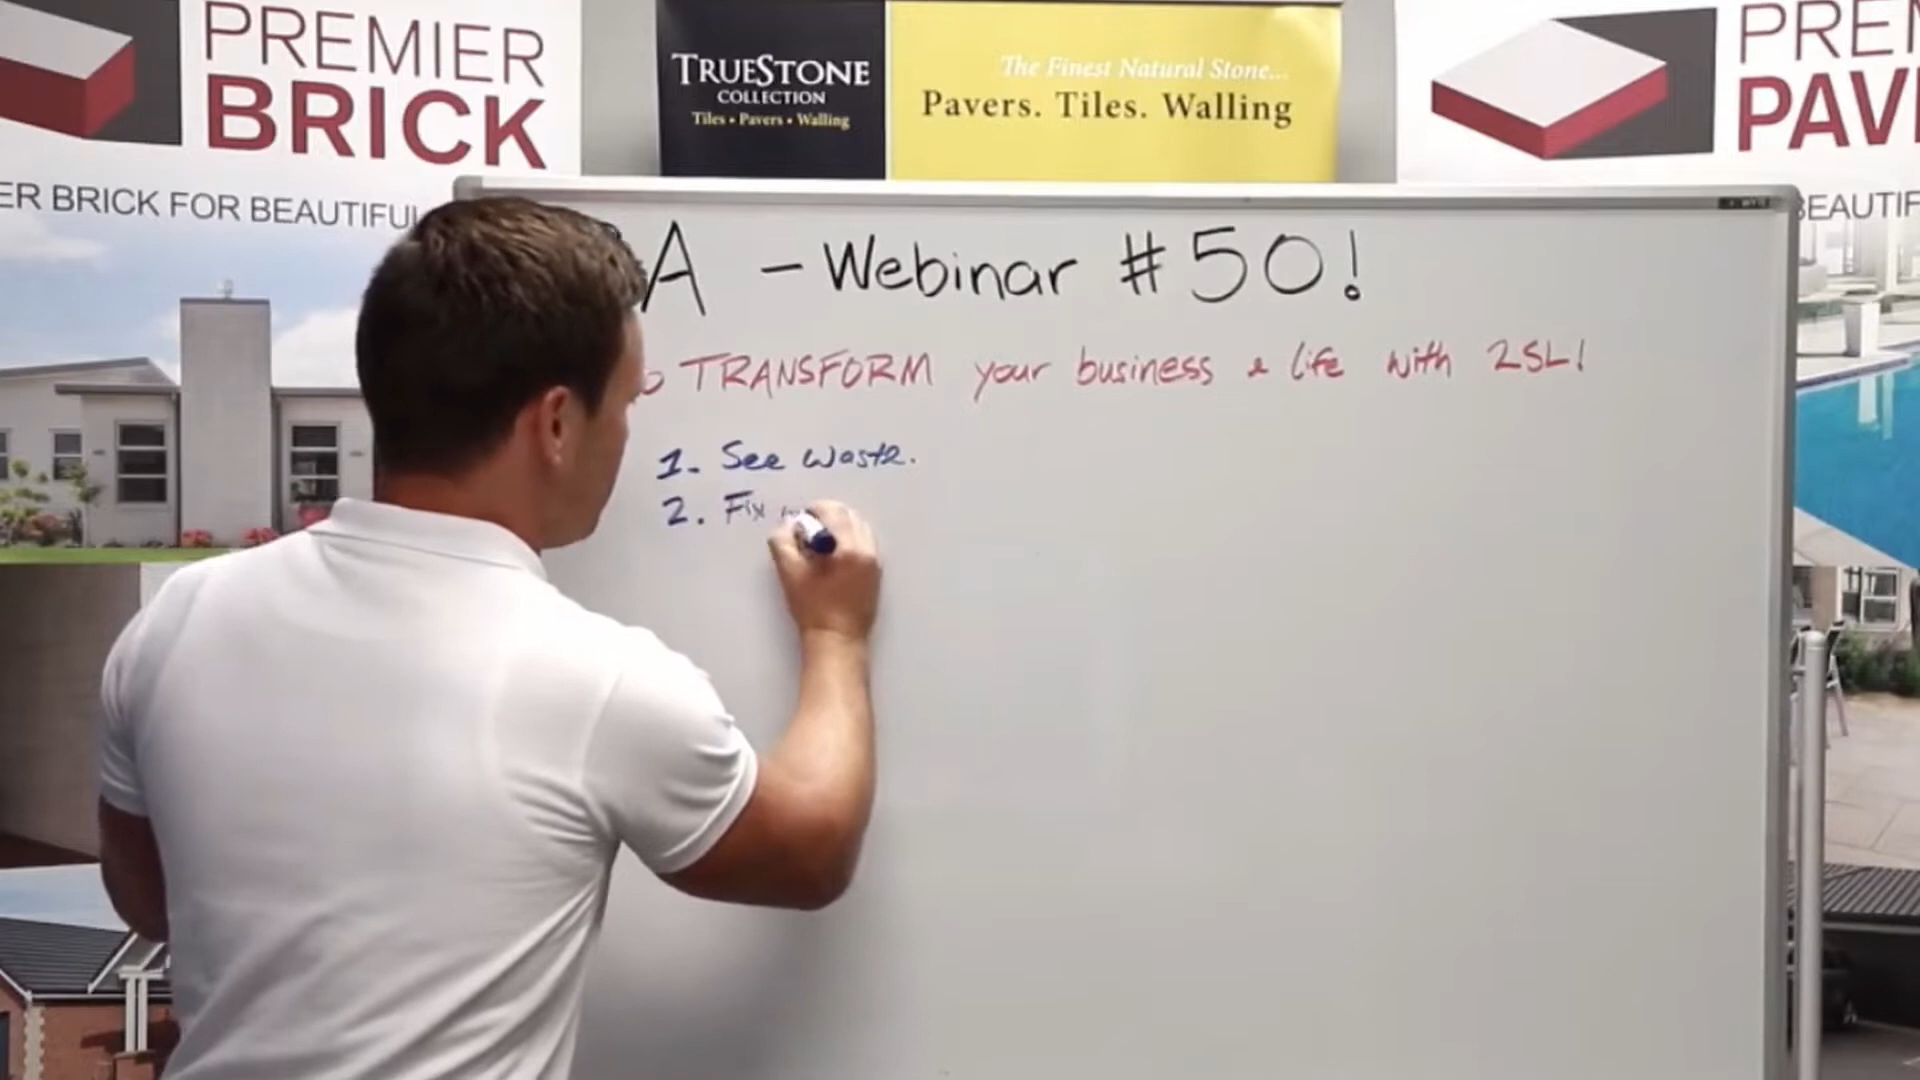 PREMIER
BRICK
ER BRICK FOR BEAUTIFUL
TRUESTONE
COLLECTION
Tiles • Pavers • Walling
The Finest Natural Stone...
Pavers. Tiles. Walling
PREM
PAV
BEAUTIF
A - Webinar #50!
o TRANSFORM your business & life with 2SL!
1. See Waste.
2. Fix